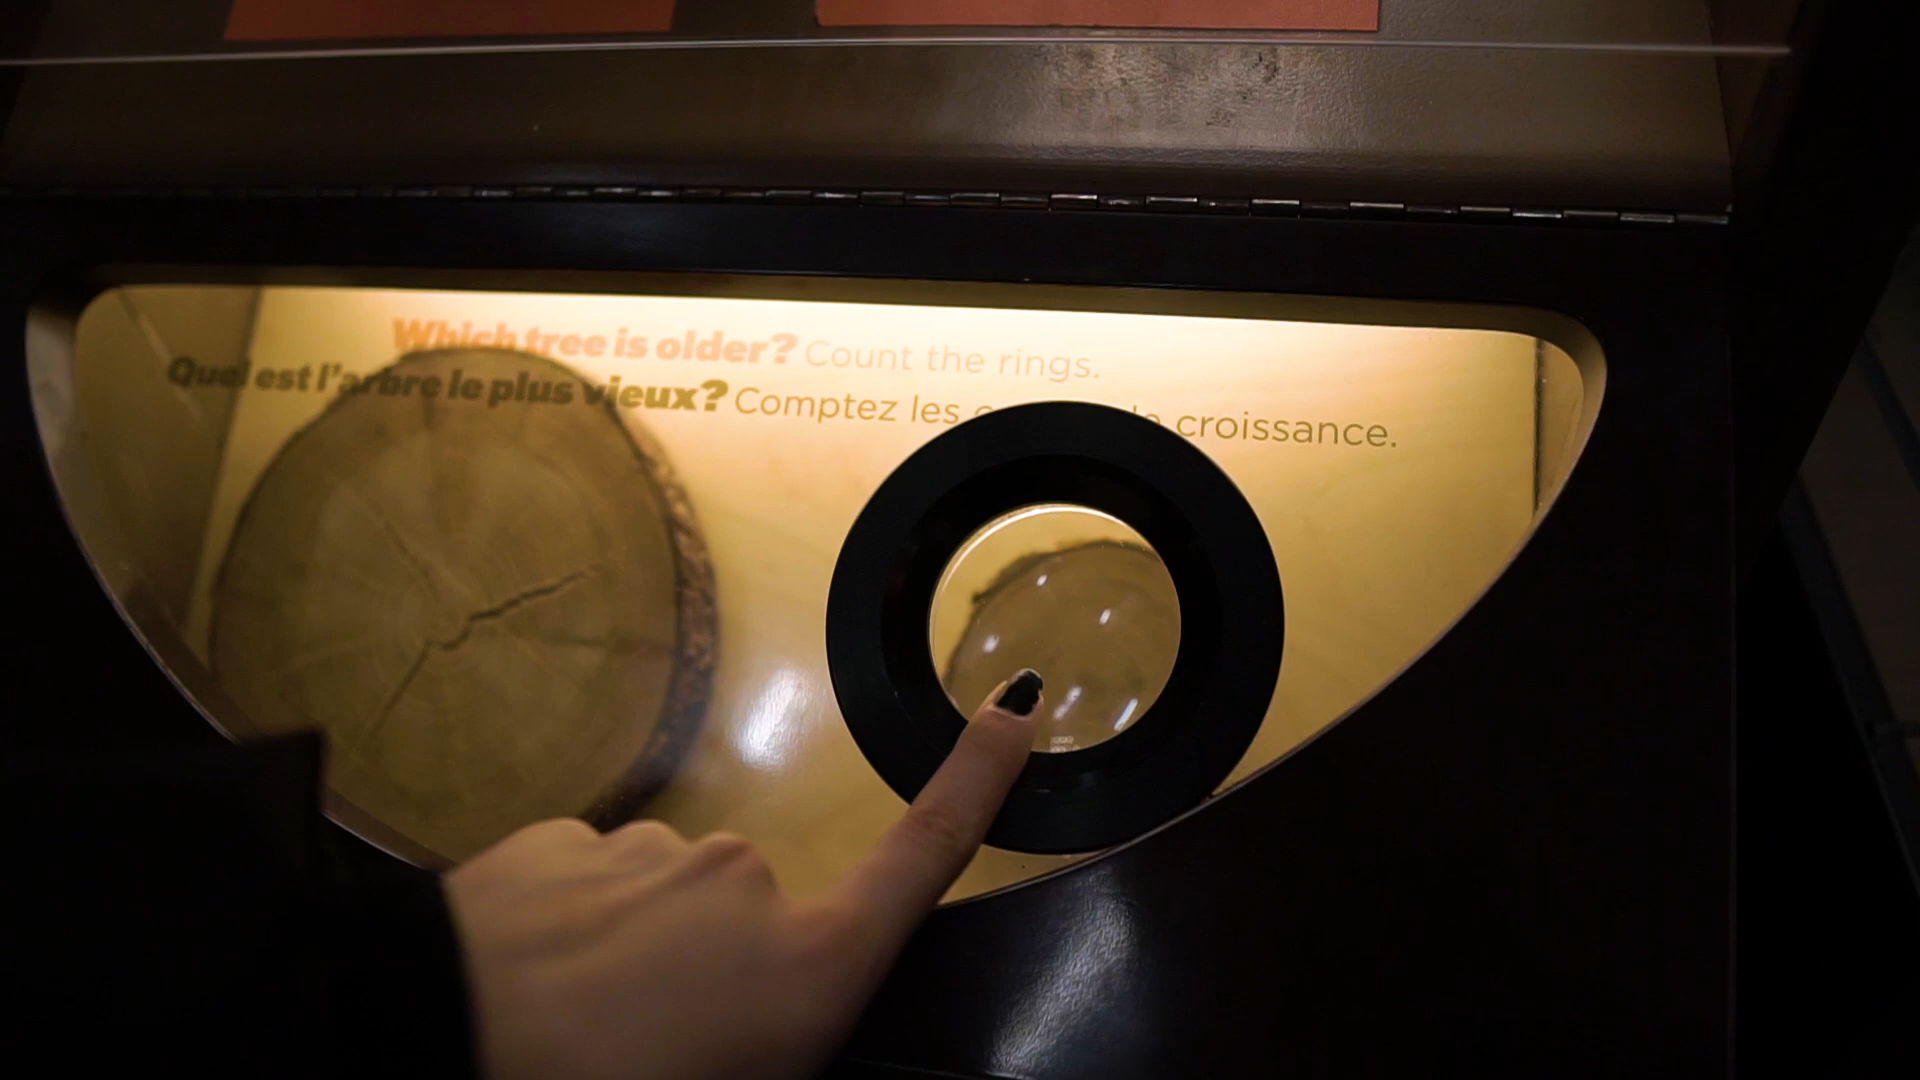 Which tree is older? Count the rings.
Quel est l'arbre le plus vieux? Comptez les croissance.